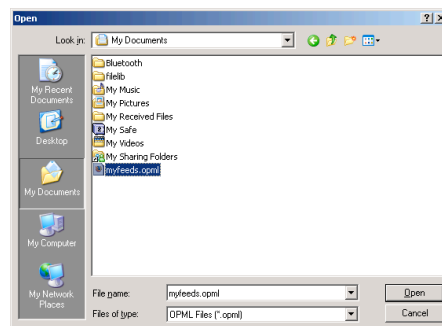 Open
Look in:
My Documents
My Recent
Documents
Desktop
My Documents
My Computer
My Network
Places
Bluetooth
filelib
My Music
My Pictures
My Received Files
My Safe
My Videos
My Sharing Folders
myfeeds.opml
File name:
myfeeds.opml
Open
Files of type:
OPML Files (*.opml)
Cancel